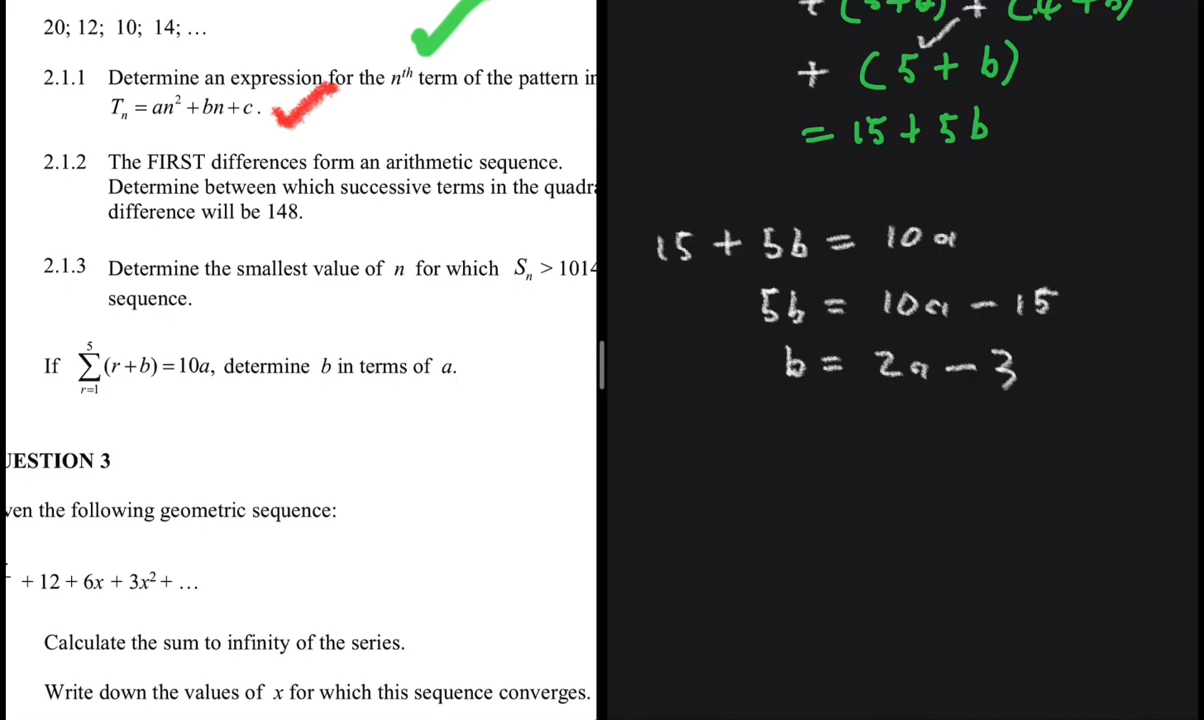 20; 12; 10; 14; …
2.1.1 Determine an expression for the nᵗʰ term of the pattern in
Tₙ = an² + bn + c .
2.1.2 The FIRST differences form an arithmetic sequence.
Determine between which successive terms in the quadra
difference will be 148.
2.1.3 Determine the smallest value of n for which Sₙ > 1014
sequence.
If ∑_{r=1}^{5} (r + b) = 10a, determine b in terms of a.
UESTION 3
ven the following geometric sequence:
+ 12 + 6x + 3x² + …
Calculate the sum to infinity of the series.
Write down the values of x for which this sequence converges.
+ (5 + b)
= 15 + 5b
15 + 5b = 10a
5b = 10a − 15
b = 2a − 3